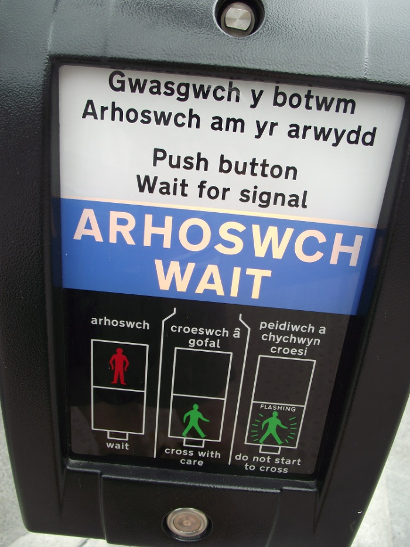 Gwasgwch y botwm
Arhoswch am yr arwydd
Push button
Wait for signal
ARHOSWCH
WAIT
arhoswch
wait
croeswch â
gofal
cross with
care
peidiwch a
chychwyn
croesi
FLASHING
do not start
to cross